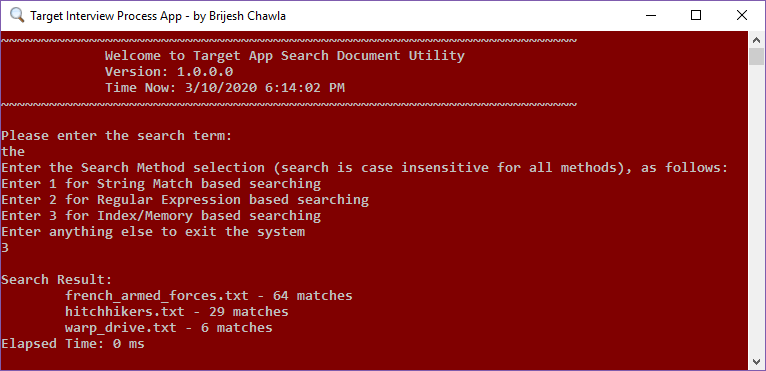 Target Interview Process App - by Brijesh Chawla
~~~~~~~~~~~~~~~~~~~~~~~~~~~~~~~~~~~~~~~~~~~~~~~~~~~~~~~~~~~~~~~~~~~~~~~~
Welcome to Target App Search Document Utility
Version: 1.0.0.0
Time Now: 3/10/2020 6:14:02 PM
~~~~~~~~~~~~~~~~~~~~~~~~~~~~~~~~~~~~~~~~~~~~~~~~~~~~~~~~~~~~~~~~~~~~~~~~
Please enter the search term:
the
Enter the Search Method selection (search is case insensitive for all methods), as follows:
Enter 1 for String Match based searching
Enter 2 for Regular Expression based searching
Enter 3 for Index/Memory based searching
Enter anything else to exit the system
3
Search Result:
french_armed_forces.txt - 64 matches
hitchhikers.txt - 29 matches
warp_drive.txt - 6 matches
Elapsed Time: 0 ms